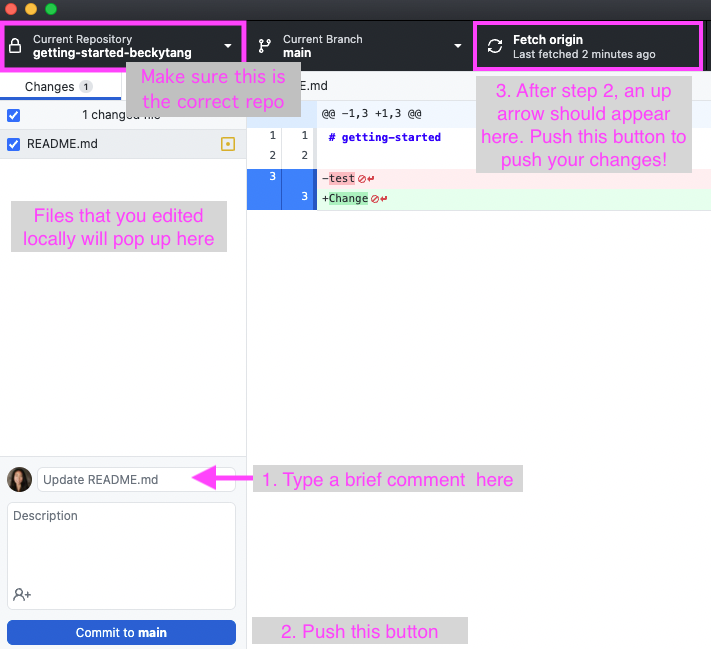 Current Repository
getting-started-beckytang
Current Branch
main
Fetch origin
Last fetched 2 minutes ago
Make sure this is
the correct repo
Changes 1
E.md
1 changed file
3. After step 2, an up
arrow should appear
here. Push this button to
push your changes!
@@ -1,3 +1,3 @@
README.md
1 1 # getting-started
2 2
3 -test
3 +Change
Files that you edited
locally will pop up here
Update README.md
1. Type a brief comment here
Description
Commit to main
2. Push this button